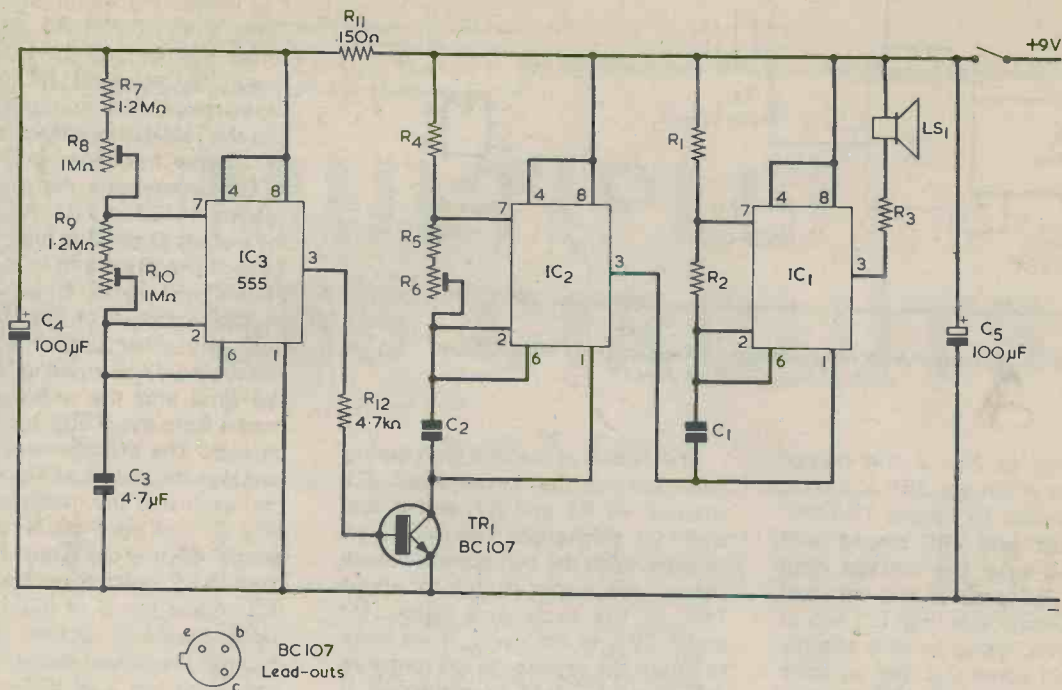 R11
150Ω
+9V
R7
1.2MΩ
R8
1MΩ
R9
1.2MΩ
R10
1MΩ
C4
+
100µF
C3
4.7µF
4
8
7
IC3
555
3
2
6
1
R12
4.7kΩ
TR1
BC107
R4
R5
R6
C2
4
8
7
IC2
3
2
6
1
R1
R2
C1
4
8
7
IC1
3
2
6
1
LS1
R3
+
C5
100µF
–
e
b
c
BC107
Lead-outs